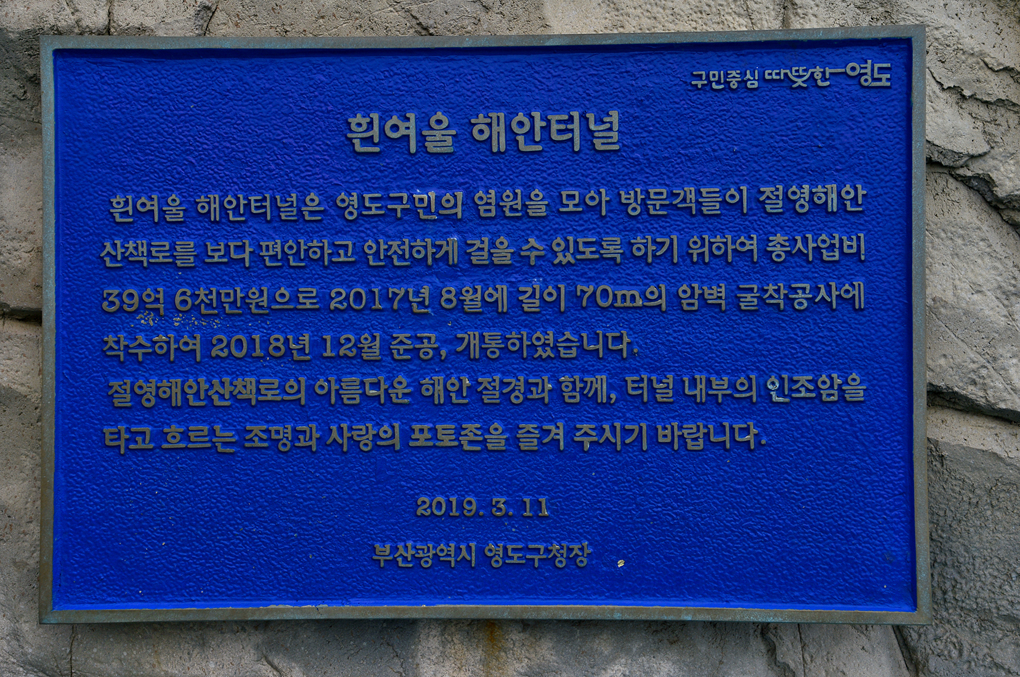 구민중심 따뜻한 영도
흰여울 해안터널
흰여울 해안터널은 영도구민의 염원을 모아 방문객들이 절영해안
산책로를 보다 편안하고 안전하게 걸을 수 있도록 하기 위하여 총사업비
39억 6천만원으로 2017년 8월에 길이 70m의 암벽 굴착공사에
착수하여 2018년 12월 준공, 개통하였습니다.
절영해안산책로의 아름다운 해안 절경과 함께, 터널 내부의 인조암을
타고 흐르는 조명과 사랑의 포토존을 즐겨 주시기 바랍니다.
2019. 3. 11
부산광역시 영도구청장